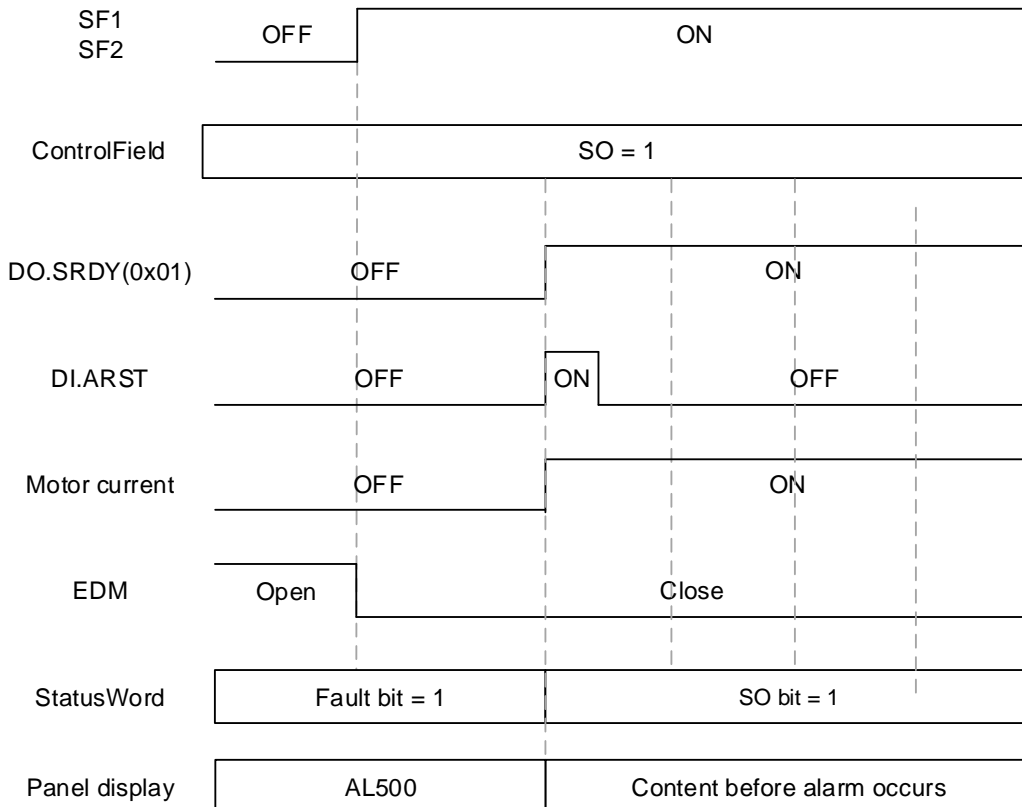 SF1
SF2
OFF
ON
ControlField
SO = 1
DO.SRDY(0x01)
OFF
ON
DI.ARST
OFF
ON
OFF
Motor current
OFF
ON
EDM
Open
Close
StatusWord
Fault bit = 1
SO bit = 1
Panel display
AL500
Content before alarm occurs